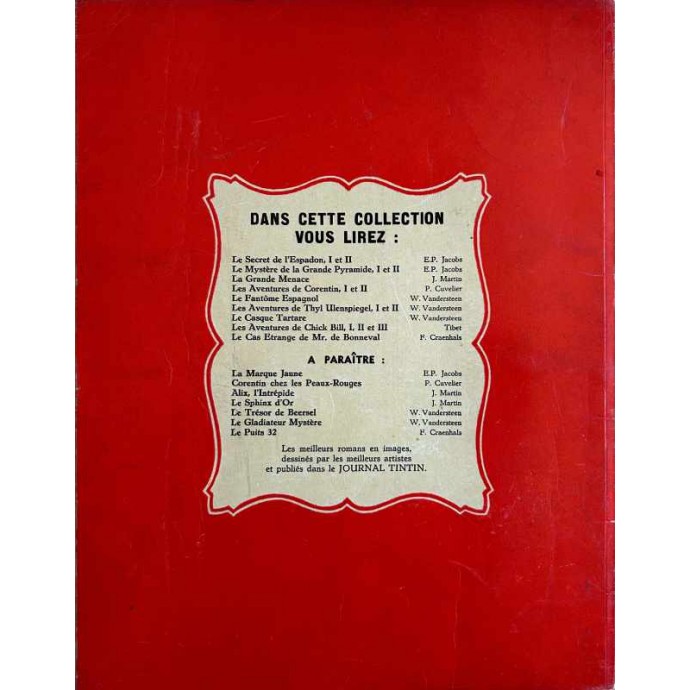 DANS CETTE COLLECTION
VOUS LIREZ :
Le Secret de l'Espadon, I et II E.P. Jacobs
Le Mystère de la Grande Pyramide, I et II E.P. Jacobs
La Grande Menace J. Martin
Les Aventures de Corentin, I et II P. Cuvelier
Le Fantôme Espagnol W. Vandersteen
Les Aventures de Thyl Ulenspiegel, I et II W. Vandersteen
Le Casque Tartare W. Vandersteen
Les Aventures de Chick Bill, I, II et III Tibet
Le Cas Etrange de Mr. de Bonneval F. Craenhals
A PARAÎTRE :
La Marque Jaune E.P. Jacobs
Corentin chez les Peaux-Rouges P. Cuvelier
Alix, l'Intrépide J. Martin
Le Sphinx d'Or J. Martin
Le Trésor de Beersel W. Vandersteen
Le Gladiateur Mystère W. Vandersteen
Le Puits 32 F. Craenhals
Les meilleurs romans en images,
dessinés par les meilleurs artistes
et publiés dans le JOURNAL TINTIN.